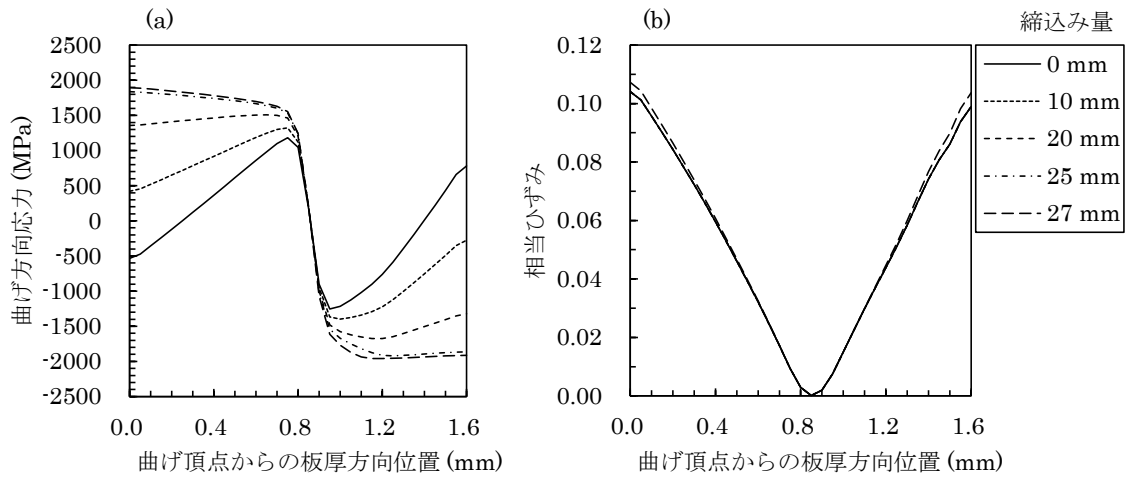 (a)
2500
2000
1500
1000
500
0
-500
-1000
-1500
-2000
-2500
曲げ方向応力 (MPa)
0.0 0.4 0.8 1.2 1.6
曲げ頂点からの板厚方向位置 (mm)
(b)
0.12
0.10
0.08
0.06
0.04
0.02
0.00
相当ひずみ
0.0 0.4 0.8 1.2 1.6
曲げ頂点からの板厚方向位置 (mm)
締込み量
0 mm
10 mm
20 mm
25 mm
27 mm